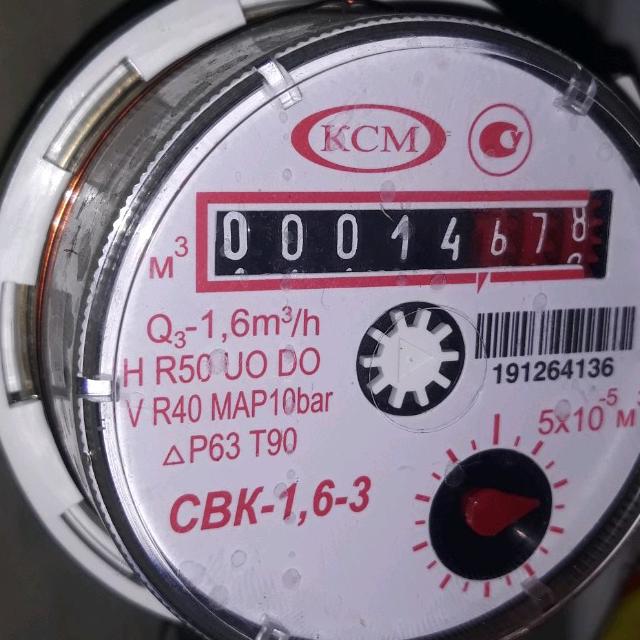 КСМ
00014678
м³
Q₃-1,6m³/h
H R50 UO DO
V R40 MAP10bar
△P63 T90
191264136
5x10⁻⁵ м³
СВК-1,6-3